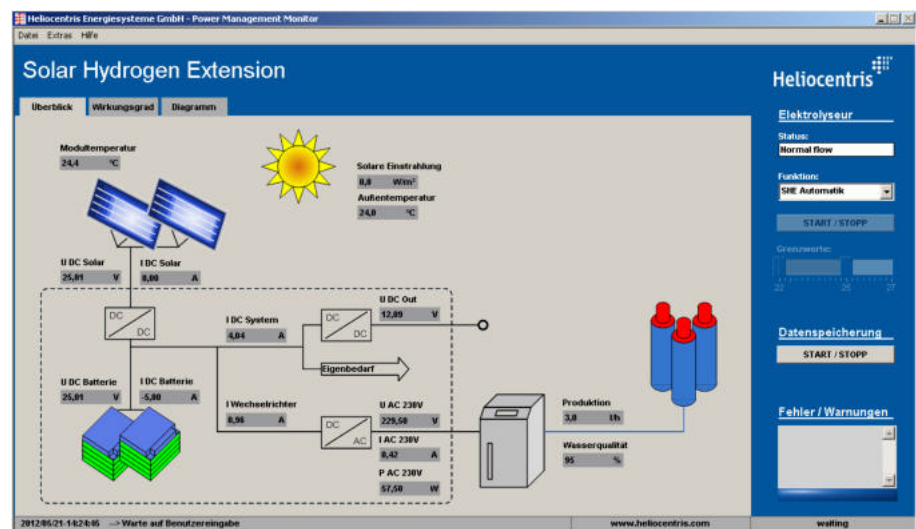 Heliocentris Energiesysteme GmbH - Power Management Monitor
Datei Extras Hilfe
Solar Hydrogen Extension
Heliocentris
Überblick Wirkungsgrad Diagramm
Modultemperatur
24,4 °C
Solare Einstrahlung
0,0 W/m²
Außentemperatur
24,0 °C
U DC Solar I DC Solar
25,01 V 0,00 A
DC DC
I DC System
4,04 A
DC DC
U DC Out
12,09 V
Eigenbedarf
U DC Batterie I DC Batterie
25,01 V -5,00 A
I Wechselrichter
0,96 A
DC AC
U AC 230V
229,50 V
I AC 230V
0,42 A
P AC 230V
57,50 W
Produktion
3,0 l/h
Wasserqualität
95 %
Elektrolyseur
Status:
Normal flow
Funktion:
SHE Automatik
START / STOPP
Grenzwerte:
22 25 27
Datenspeicherung
START / STOPP
Fehler / Warnungen
2012/05/21-14:24:05 --> Warte auf Benutzereingabe
www.heliocentris.com
waiting